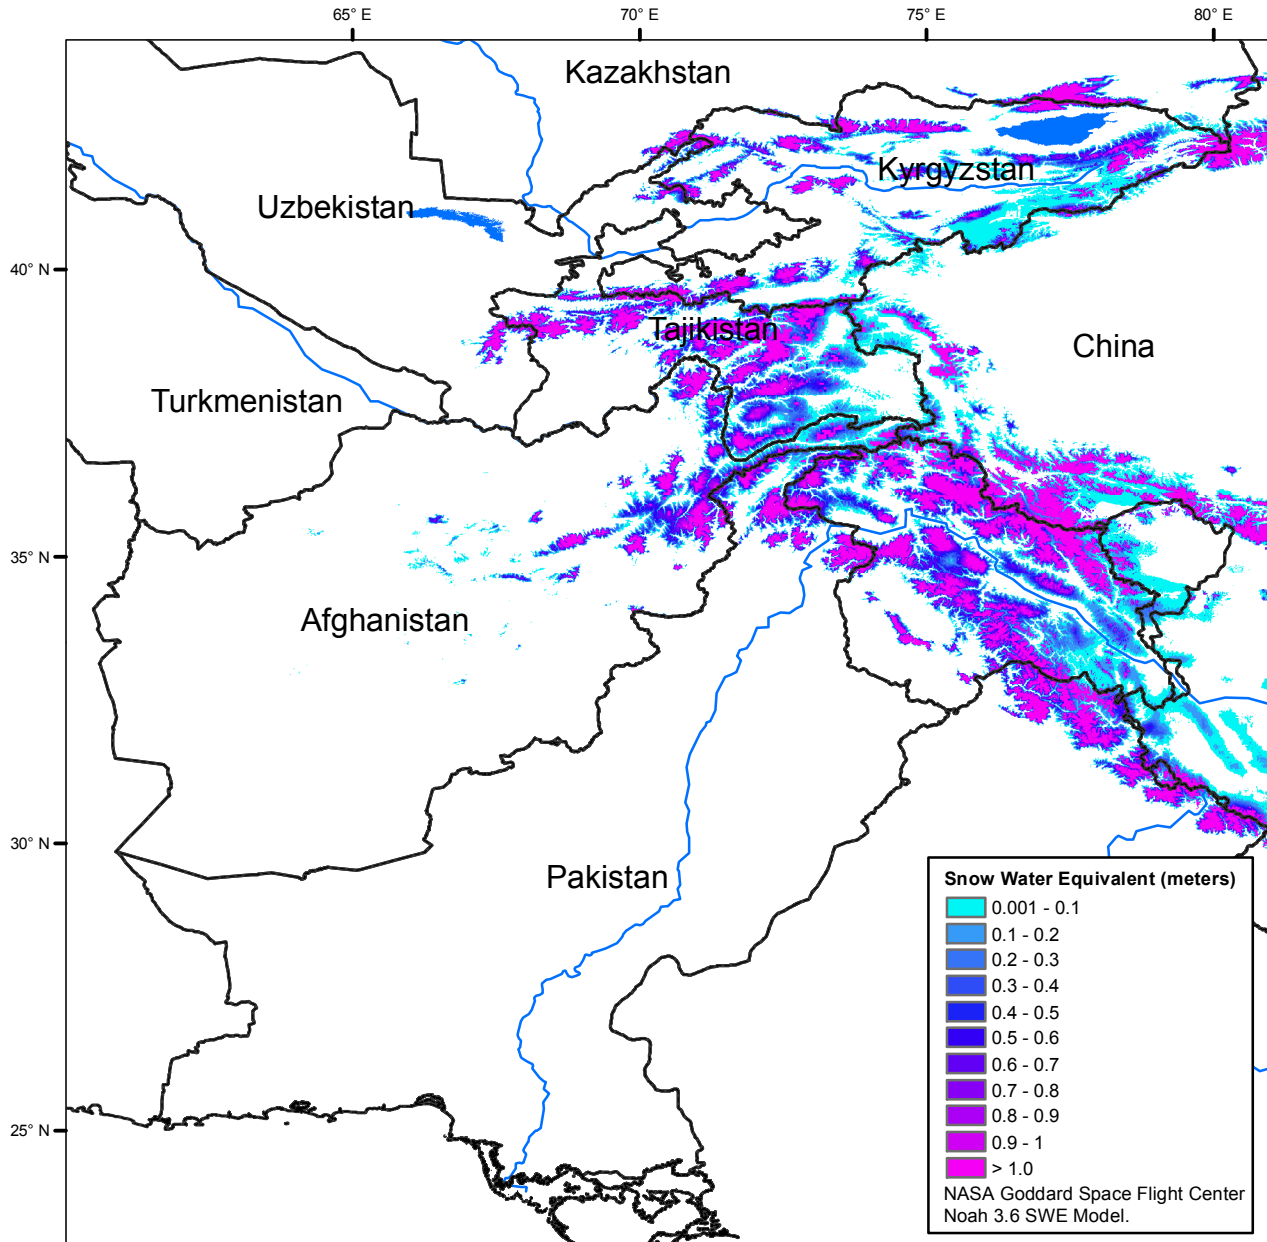 65° E
70° E
75° E
80° E
Kazakhstan
Kyrgyzstan
Uzbekistan
40° N
Tajikistan
China
Turkmenistan
35° N
Afghanistan
30° N
Pakistan
25° N
Snow Water Equivalent (meters)
0.001 - 0.1
0.1 - 0.2
0.2 - 0.3
0.3 - 0.4
0.4 - 0.5
0.5 - 0.6
0.6 - 0.7
0.7 - 0.8
0.8 - 0.9
0.9 - 1
> 1.0
NASA Goddard Space Flight Center
Noah 3.6 SWE Model.